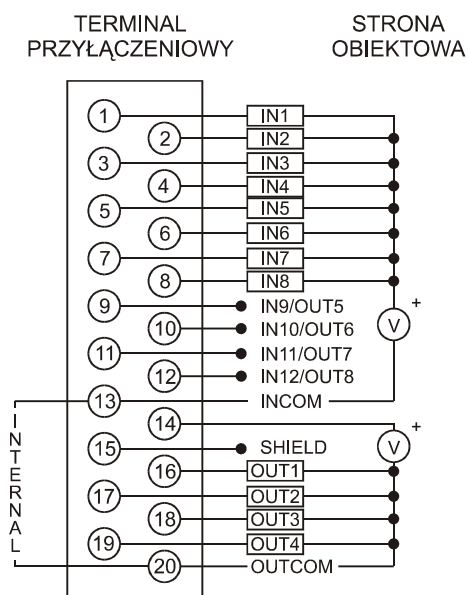 TERMINAL PRZYŁĄCZENIOWY
STRONA OBIEKTOWA
1 IN1
2 IN2
3 IN3
4 IN4
5 IN5
6 IN6
7 IN7
8 IN8
9 IN9/OUT5
+
10 IN10/OUT6
V
11 IN11/OUT7
12 IN12/OUT8
13 INCOM
14
+
V
15 SHIELD
16 OUT1
17 OUT2
18 OUT3
19 OUT4
20 OUTCOM
INTERNAL